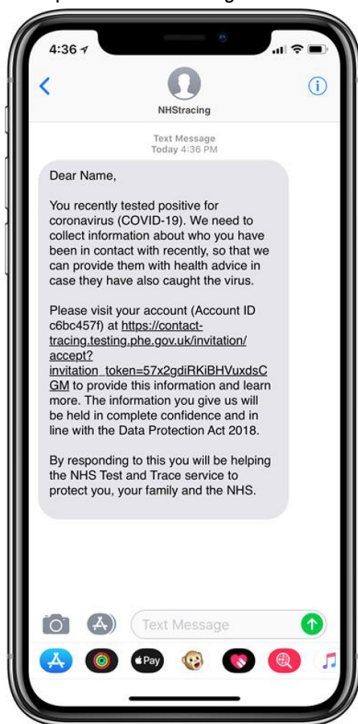 4:36
NHStracing
Text Message
Today 4:36 PM
Dear Name,
You recently tested positive for
coronavirus (COVID-19). We need to
collect information about who you have
been in contact with recently, so that we
can provide them with health advice in
case they have also caught the virus.
Please visit your account (Account ID
c6bc457f) at https://contact-
tracing.testing.phe.gov.uk/invitation/
accept?
invitation_token=57x2gdiRKiBHVuxdsC
GM to provide this information and learn
more. The information you give us will
be held in complete confidence and in
line with the Data Protection Act 2018.
By responding to this you will be helping
the NHS Test and Trace service to
protect you, your family and the NHS.
Text Message
Pay